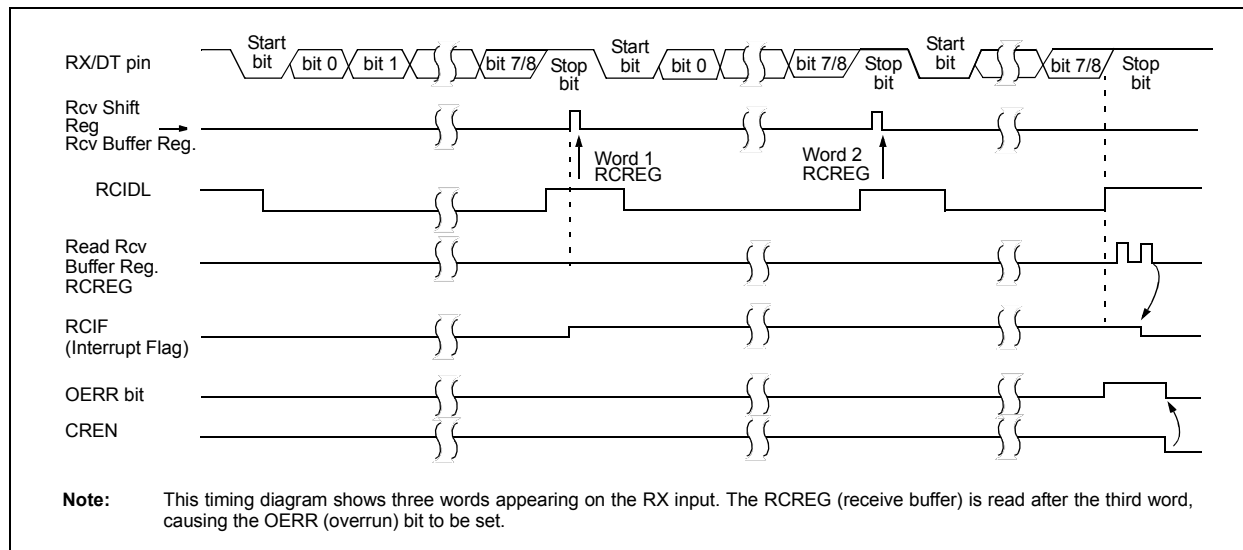 RX/DT pin
Start
bit
bit 0
bit 1
bit 7/8
Stop
bit
Start
bit
bit 0
bit 7/8
Stop
bit
Start
bit
bit 7/8
Stop
bit
Rcv Shift
Reg
Rcv Buffer Reg.
Word 1
RCREG
Word 2
RCREG
RCIDL
Read Rcv
Buffer Reg.
RCREG
RCIF
(Interrupt Flag)
OERR bit
CREN
Note: This timing diagram shows three words appearing on the RX input. The RCREG (receive buffer) is read after the third word,
causing the OERR (overrun) bit to be set.